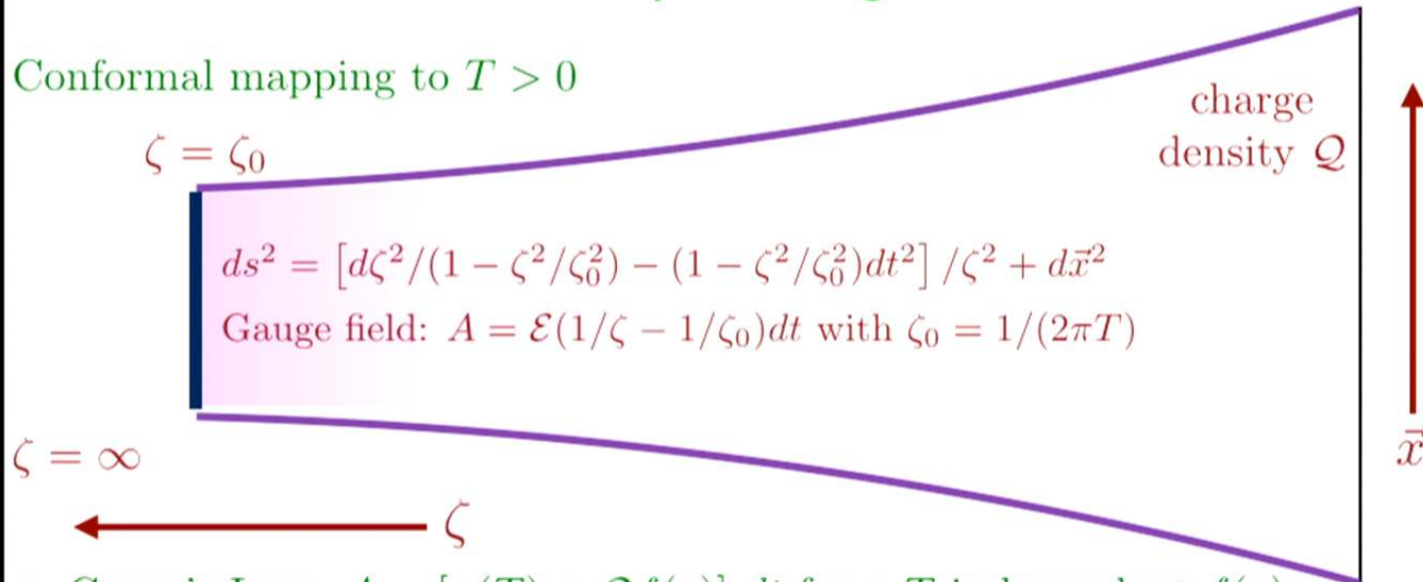 Conformal mapping to T > 0
charge
density 𝒬
ζ = ζ₀
ds² = [dζ²/(1 − ζ²/ζ₀²) − (1 − ζ²/ζ₀²)dt²] /ζ² + dx⃗²
Gauge field: A = ℰ(1/ζ − 1/ζ₀)dt with ζ₀ = 1/(2πT)
x⃗
ζ = ∞
ζ